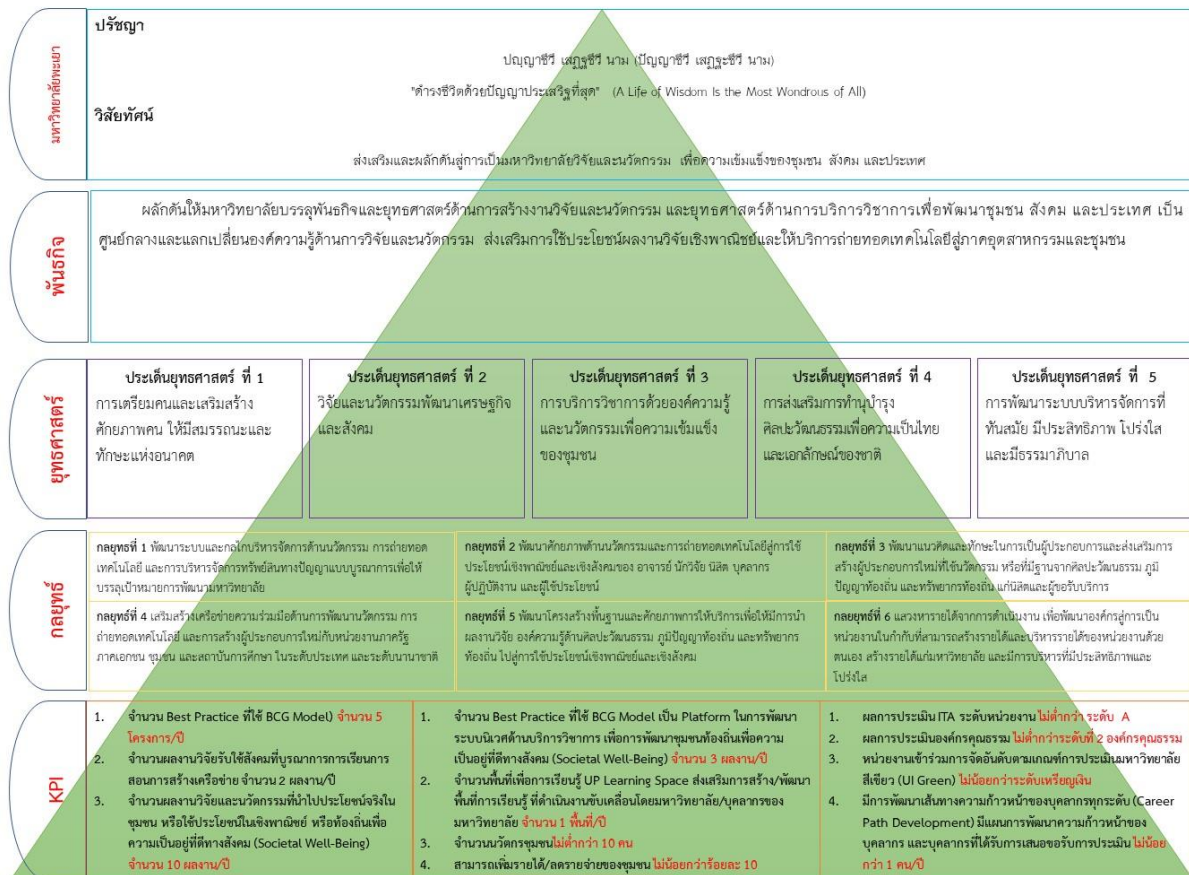 มหาวิทยาลัยพะเยา
ปรัชญา
ปญฺญาชีวี เสฏฺฐชีวี นาม (ปัญญาชีวี เสฏฐะชีวี นาม)
"ดำรงชีวิตด้วยปัญญาประเสริฐที่สุด" (A Life of Wisdom Is the Most Wondrous of All)
วิสัยทัศน์
ส่งเสริมและผลักดันสู่การเป็นมหาวิทยาลัยวิจัยและนวัตกรรม เพื่อความเข้มแข็งของชุมชน สังคม และประเทศ
พันธกิจ
ผลักดันให้มหาวิทยาลัยบรรลุพันธกิจและยุทธศาสตร์ด้านการสร้างงานวิจัยและนวัตกรรม และยุทธศาสตร์ด้านการบริการวิชาการเพื่อพัฒนาชุมชน สังคม และประเทศ เป็น
ศูนย์กลางและแลกเปลี่ยนองค์ความรู้ด้านการวิจัยและนวัตกรรม ส่งเสริมการใช้ประโยชน์ผลงานวิจัยเชิงพาณิชย์และให้บริการถ่ายทอดเทคโนโลยีสู่ภาคอุตสาหกรรมและชุมชน
ยุทธศาสตร์
ประเด็นยุทธศาสตร์ ที่ 1
การเตรียมคนและเสริมสร้าง
ศักยภาพคน ให้มีสมรรถนะและ
ทักษะแห่งอนาคต
ประเด็นยุทธศาสตร์ ที่ 2
วิจัยและนวัตกรรมพัฒนาเศรษฐกิจ
และสังคม
ประเด็นยุทธศาสตร์ ที่ 3
การบริการวิชาการด้วยองค์ความรู้
และนวัตกรรมเพื่อความเข้มแข็ง
ของชุมชน
ประเด็นยุทธศาสตร์ ที่ 4
การส่งเสริมการทำนุบำรุง
ศิลปะวัฒนธรรมเพื่อความเป็นไทย
และเอกลักษณ์ของชาติ
ประเด็นยุทธศาสตร์ ที่ 5
การพัฒนาระบบบริหารจัดการที่
ทันสมัย มีประสิทธิภาพ โปร่งใส
และมีธรรมาภิบาล
กลยุทธ์
กลยุทธที่ 1 พัฒนาระบบและกลไกบริหารจัดการด้านนวัตกรรม การถ่ายทอด
เทคโนโลยี และการบริหารจัดการทรัพย์สินทางปัญญาแบบบูรณาการเพื่อให้
บรรลุเป้าหมายการพัฒนามหาวิทยาลัย
กลยุทธ์ที่ 2 พัฒนาศักยภาพด้านนวัตกรรมและการถ่ายทอดเทคโนโลยีสู่การใช้
ประโยชน์เชิงพาณิชย์และเชิงสังคมของ อาจารย์ นักวิจัย นิสิต บุคลากร
ผู้ปฏิบัติงาน และผู้ใช้ประโยชน์
กลยุทธ์ที่ 3 พัฒนาแนวคิดและทักษะในการเป็นผู้ประกอบการและส่งเสริมการ
สร้างผู้ประกอบการใหม่ที่ใช้นวัตกรรม หรือที่มีฐานจากศิลปะวัฒนธรรม ภูมิ
ปัญญาท้องถิ่น และทรัพยากรท้องถิ่น แก่นิสิตและผู้ขอรับบริการ
กลยุทธ์ที่ 4 เสริมสร้างเครือข่ายความร่วมมือด้านการพัฒนานวัตกรรม การ
ถ่ายทอดเทคโนโลยี และการสร้างผู้ประกอบการใหม่กับหน่วยงานภาครัฐ
ภาคเอกชน ชุมชน และสถาบันการศึกษา ในระดับประเทศ และระดับนานาชาติ
กลยุทธ์ที่ 5 พัฒนาโครงสร้างพื้นฐานและศักยภาพการให้บริการเพื่อให้มีการนำ
ผลงานวิจัย องค์ความรู้ด้านศิลปะวัฒนธรรม ภูมิปัญญาท้องถิ่น และทรัพยากร
ท้องถิ่น ไปสู่การใช้ประโยชน์เชิงพาณิชย์และเชิงสังคม
กลยยุทธ์ที่ 6 แสวงหารายได้จากการดำเนินงาน เพื่อพัฒนาองค์กรสู่การเป็น
หน่วยงานในกำกับที่สามารถสร้างรายได้และบริหารรายได้ของหน่วยงานด้วย
ตนเอง สร้างรายได้แก่มหาวิทยาลัย และมีการบริหารที่มีประสิทธิภาพและ
โปร่งใส
KPI
1. จำนวน Best Practice ที่ใช้ BCG Model) จำนวน 5
โครงการ/ปี
2. จำนวนผลงานวิจัยรับใช้สังคมที่บูรณาการการเรียนการ
สอนการสร้างเครือข่าย จำนวน 2 ผลงาน/ปี
3. จำนวนผลงานวิจัยและนวัตกรรมที่นำไปประโยชน์จริงใน
ชุมชน หรือใช้ประโยชน์ในเชิงพาณิชย์ หรือท้องถิ่นเพื่อ
ความเป็นอยู่ที่ดีทางสังคม (Societal Well-Being)
จำนวน 10 ผลงาน/ปี
1. จำนวน Best Practice ที่ใช้ BCG Model เป็น Platform ในการพัฒนา
ระบบนิเวศด้านบริการวิชาการ เพื่อการพัฒนาชุมชนท้องถิ่นเพื่อความ
เป็นอยู่ที่ดีทางสังคม (Societal Well-Being) จำนวน 3 ผลงาน/ปี
2. จำนวนพื้นที่เพื่อการเรียนรู้ UP Learning Space ส่งเสริมการสร้าง/พัฒนา
พื้นที่การเรียนรู้ ที่ดำเนินงานขับเคลื่อนโดยมหาวิทยาลัย/บุคลากรของ
มหาวิทยาลัย จำนวน 1 พื้นที่/ปี
3. จำนวนนวัตกรชุมชนไม่ต่ำกว่า 10 คน
4. สามารถเพิ่มรายได้/ลดรายจ่ายของชุมชน ไม่น้อยกว่าร้อยละ 10
1. ผลการประเมิน ITA ระดับหน่วยงาน ไม่ต่ำกว่า ระดับ A
2. ผลการประเมินองค์กรคุณธรรม ไม่ต่ำกว่าระดับที่ 2 องค์กรคุณธรรม
3. หน่วยงานเข้าร่วมการจัดอันดับตามเกณฑ์การประเมินมหาวิทยาลัย
สีเขียว (UI Green) ไม่น้อยกว่าระดับเหรียญเงิน
4. มีการพัฒนาเส้นทางความก้าวหน้าของบุคลากรทุกระดับ (Career
Path Development) มีแผนการพัฒนาความก้าวหน้าของ
บุคลากร และบุคลากรที่ได้รับการเสนอขอรับการประเมิน ไม่น้อย
กว่า 1 คน/ปี